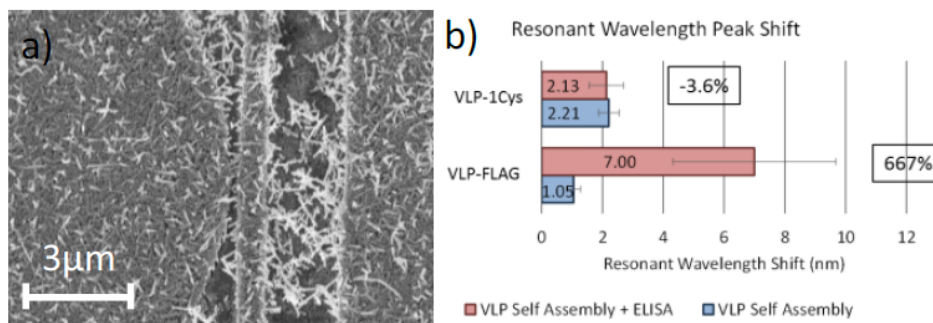 a)
3μm
b)
Resonant Wavelength Peak Shift
VLP-1Cys
2.13
2.21
-3.6%
VLP-FLAG
7.00
1.05
667%
0 2 4 6 8 10 12
Resonant Wavelength Shift (nm)
VLP Self Assembly + ELISA VLP Self Assembly